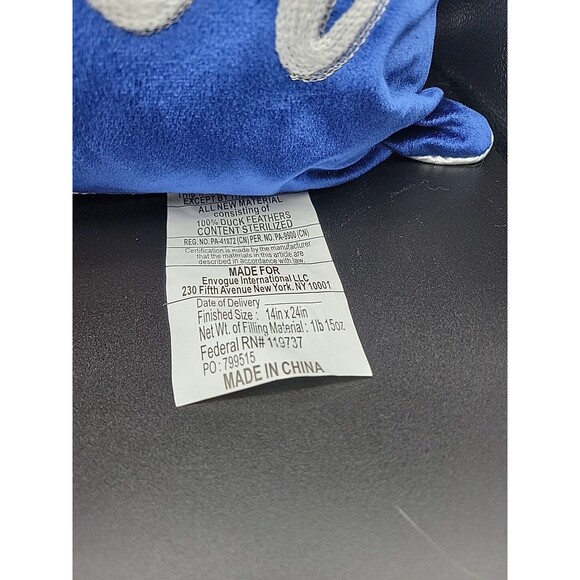 EXCEPT BY
ALL NEW MATERIAL
consisting of
100% DUCK FEATHERS
CONTENT STERILIZED
REG. NO. PA-41872 (CN) PER. NO. PA-9900 (CN)
Certification is made by the manufacturer
that the materials in this article are
described in accordance with law.
MADE FOR
Envogue International LLC
230 Fifth Avenue New York. NY 10001
Date of Delivery
Finished Size : 14in x 24in
Net Wt. of Filling Material : 1lb 15oz
Federal RN# 119737
PO : 799515
MADE IN CHINA